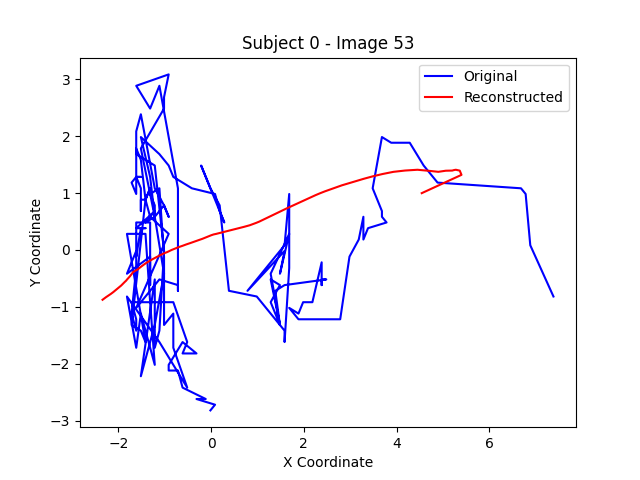 Subject 0 - Image 53
Original
Reconstructed
3
2
1
0
−1
−2
−3
Y Coordinate
−2
0
2
4
6
X Coordinate